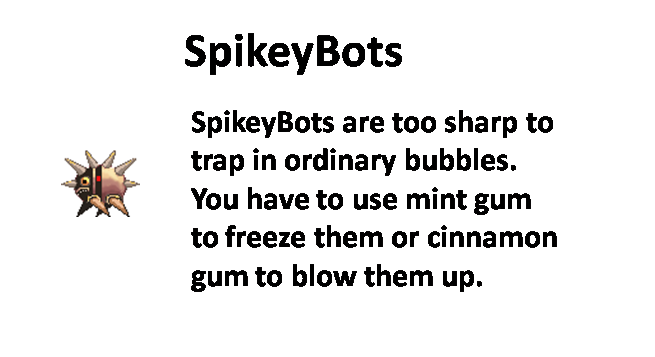 SpikeyBots
SpikeyBots are too sharp to
trap in ordinary bubbles.
You have to use mint gum
to freeze them or cinnamon
gum to blow them up.